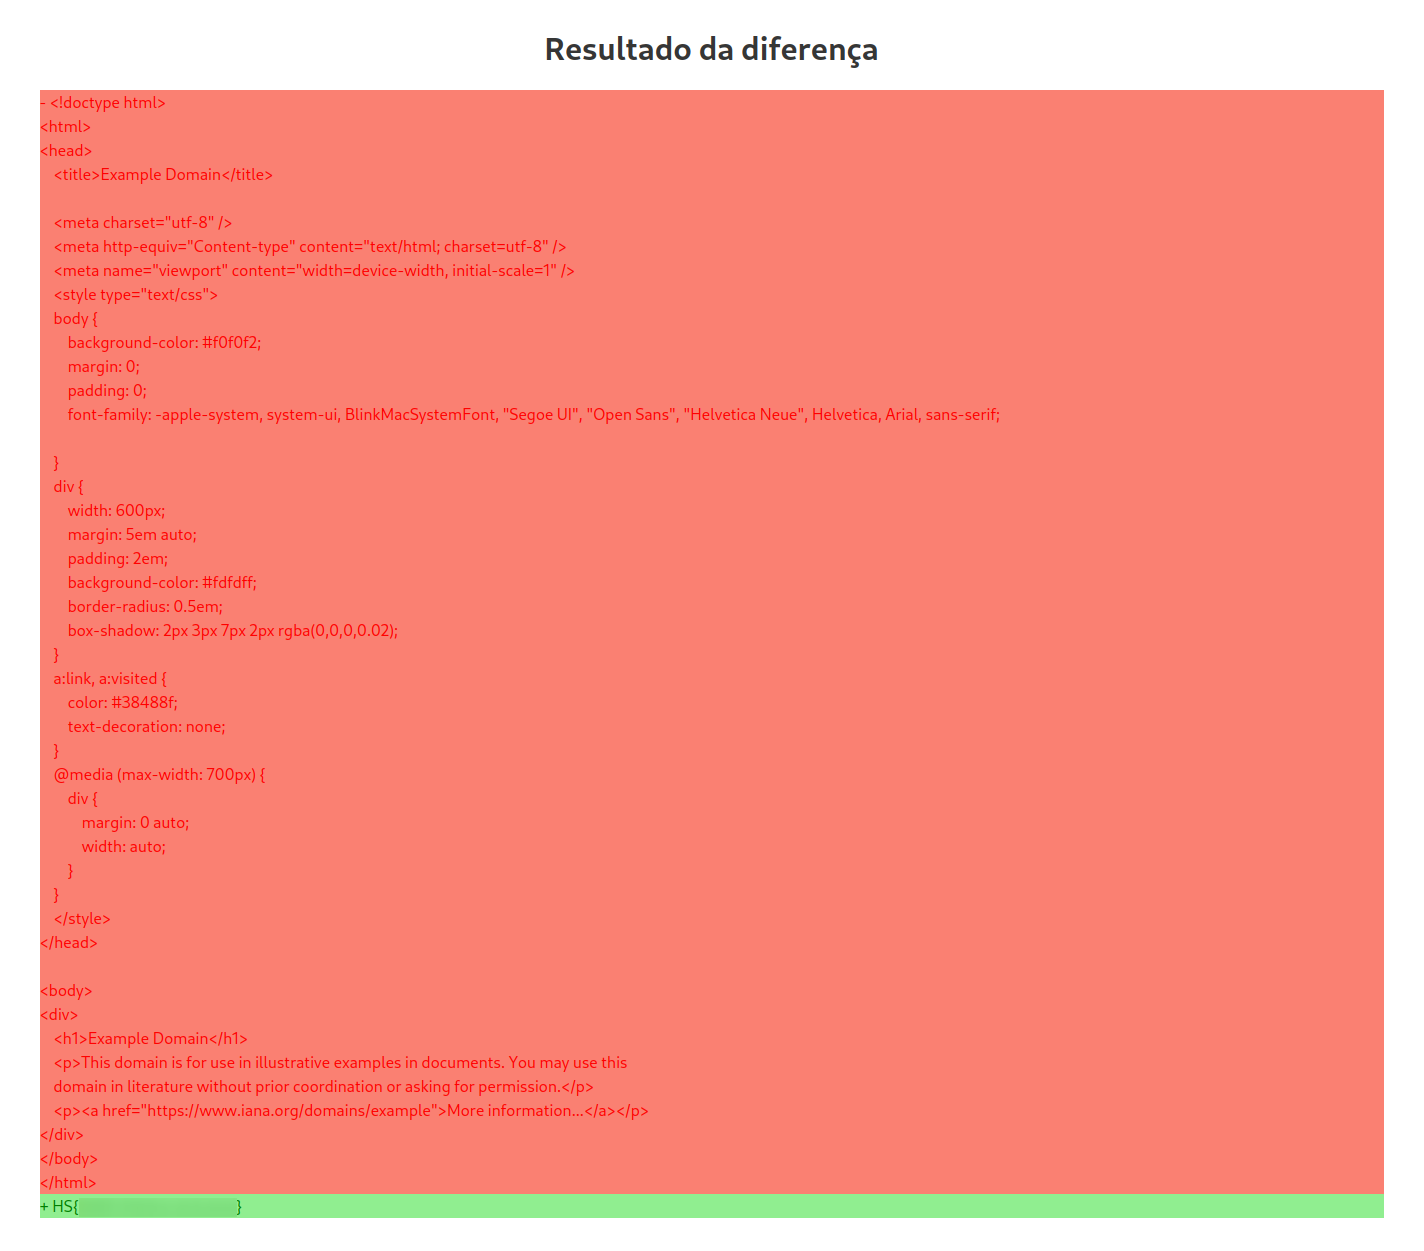 Resultado da diferença
- <!doctype html>
<html>
<head>
    <title>Example Domain</title>

    <meta charset="utf-8" />
    <meta http-equiv="Content-type" content="text/html; charset=utf-8" />
    <meta name="viewport" content="width=device-width, initial-scale=1" />
    <style type="text/css">
    body {
        background-color: #f0f0f2;
        margin: 0;
        padding: 0;
        font-family: -apple-system, system-ui, BlinkMacSystemFont, "Segoe UI", "Open Sans", "Helvetica Neue", Helvetica, Arial, sans-serif;

    }
    div {
        width: 600px;
        margin: 5em auto;
        padding: 2em;
        background-color: #fdfdff;
        border-radius: 0.5em;
        box-shadow: 2px 3px 7px 2px rgba(0,0,0,0.02);
    }
    a:link, a:visited {
        color: #38488f;
        text-decoration: none;
    }
    @media (max-width: 700px) {
        div {
            margin: 0 auto;
            width: auto;
        }
    }
    </style>
</head>

<body>
<div>
    <h1>Example Domain</h1>
    <p>This domain is for use in illustrative examples in documents. You may use this
    domain in literature without prior coordination or asking for permission.</p>
    <p><a href="https://www.iana.org/domains/example">More information...</a></p>
</div>
</body>
</html>
+ HS{ }